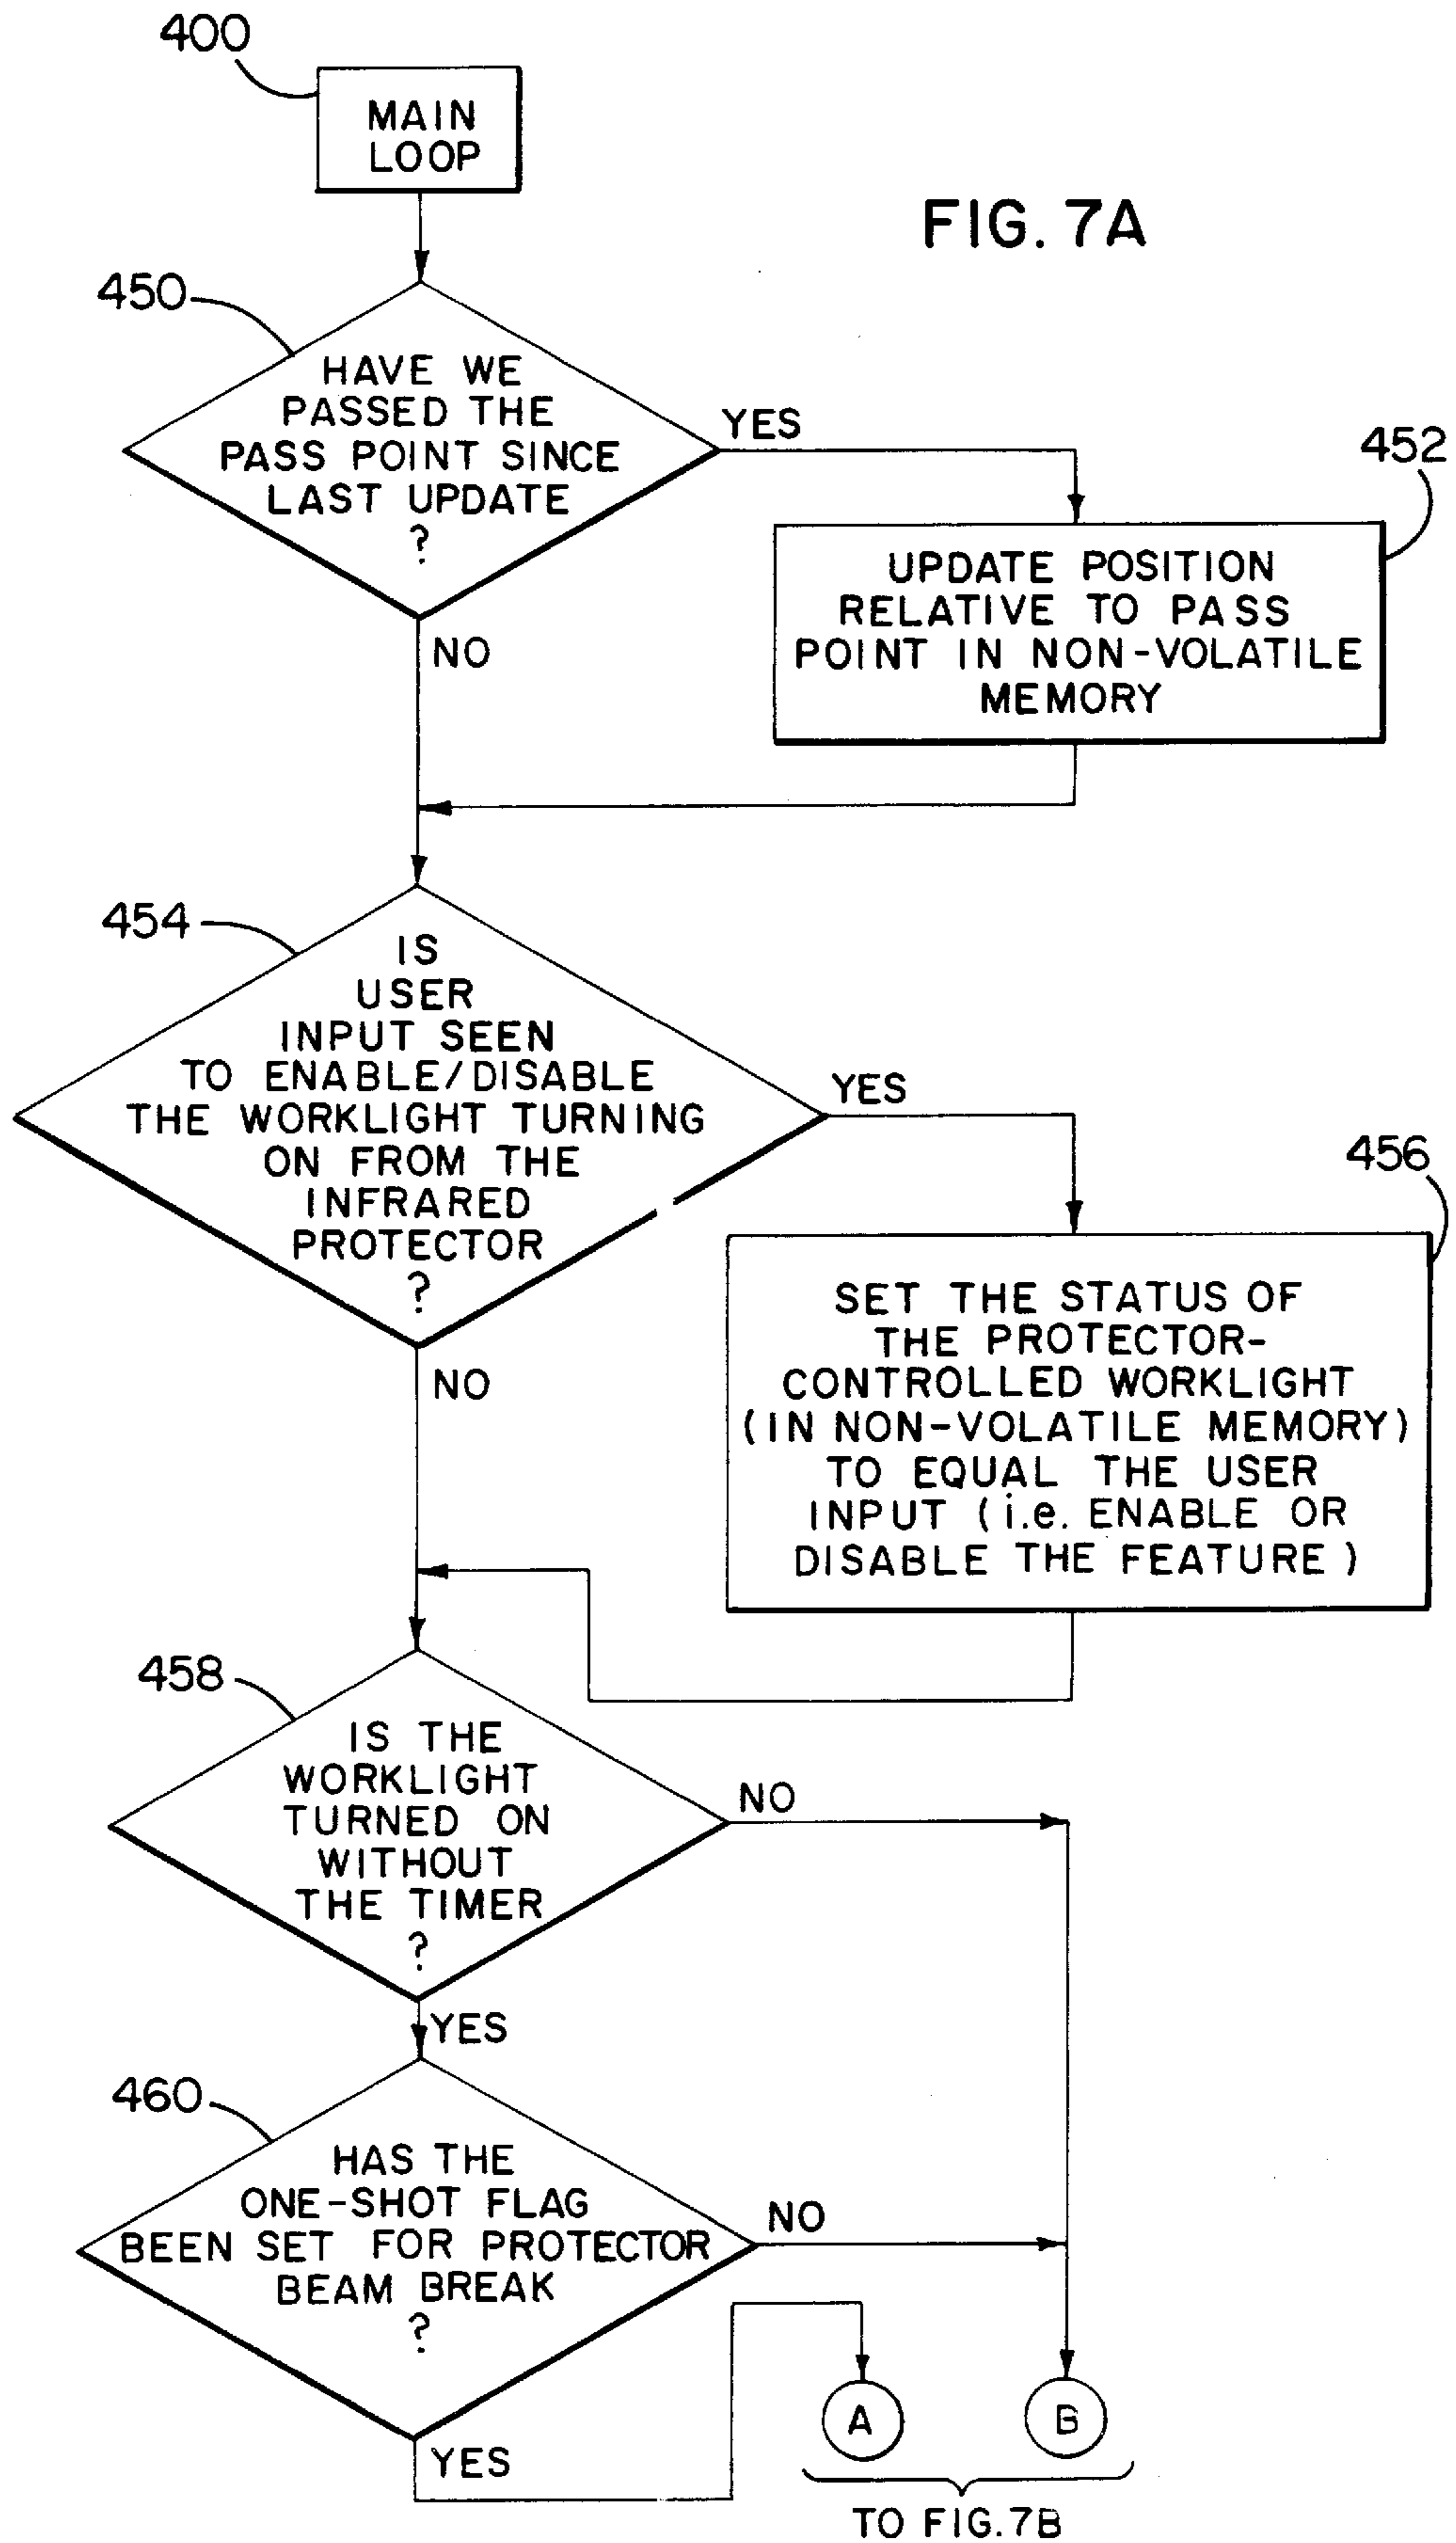 400
MAIN
LOOP
FIG. 7A
450
HAVE WE
PASSED THE
PASS POINT SINCE
LAST UPDATE
?
YES
NO
452
UPDATE POSITION
RELATIVE TO PASS
POINT IN NON-VOLATILE
MEMORY
454
IS
USER
INPUT SEEN
TO ENABLE/DISABLE
THE WORKLIGHT TURNING
ON FROM THE
INFRARED
PROTECTOR
?
YES
NO
456
SET THE STATUS OF
THE PROTECTOR-
CONTROLLED WORKLIGHT
(IN NON-VOLATILE MEMORY)
TO EQUAL THE USER
INPUT (i.e. ENABLE OR
DISABLE THE FEATURE)
458
IS THE
WORKLIGHT
TURNED ON
WITHOUT
THE TIMER
?
NO
YES
460
HAS THE
ONE-SHOT FLAG
BEEN SET FOR PROTECTOR
BEAM BREAK
?
NO
YES
A
B
TO FIG.7B